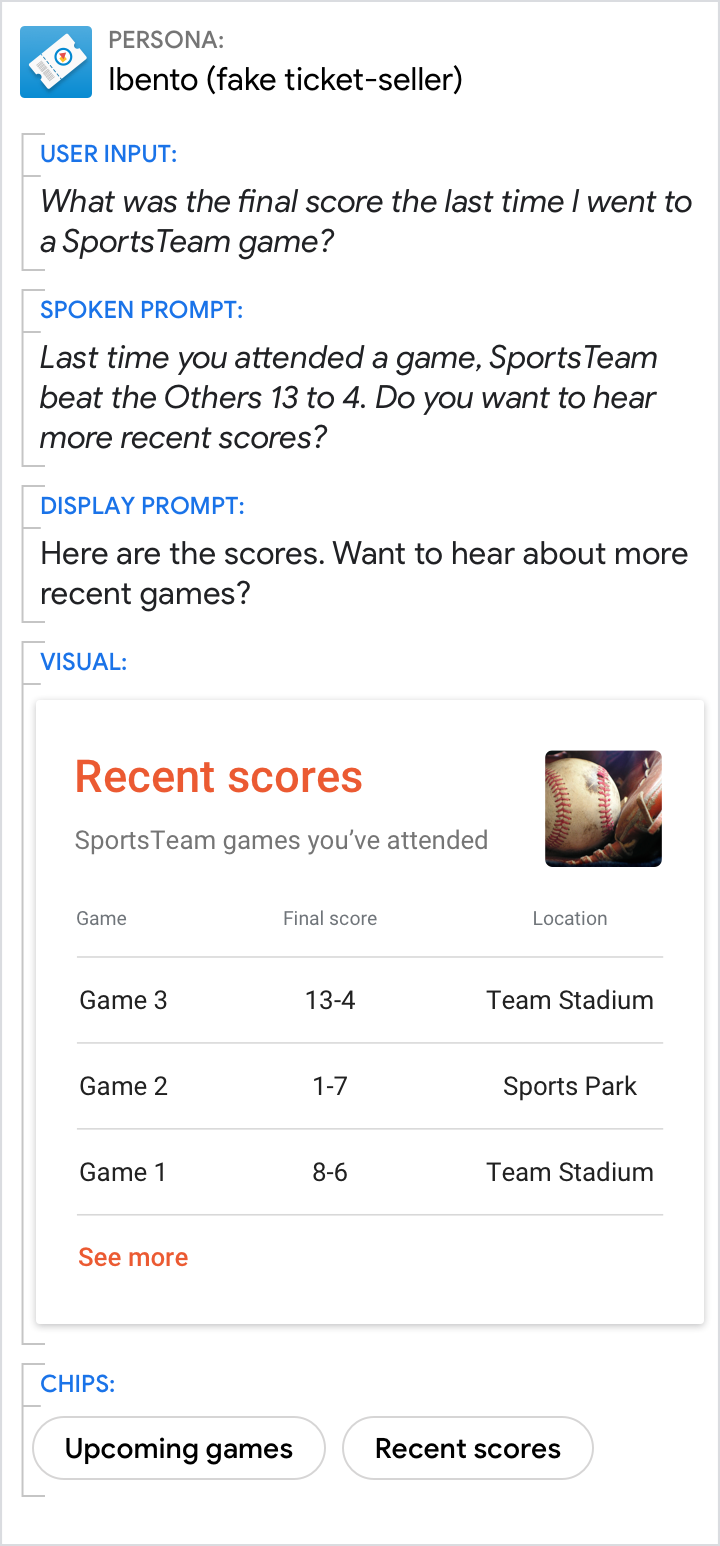 PERSONA:
Ibento (fake ticket-seller)
USER INPUT:
What was the final score the last time I went to
a SportsTeam game?
SPOKEN PROMPT:
Last time you attended a game, SportsTeam
beat the Others 13 to 4. Do you want to hear
more recent scores?
DISPLAY PROMPT:
Here are the scores. Want to hear about more
recent games?
VISUAL:
Recent scores
SportsTeam games you’ve attended
Game Final score Location
Game 3 13-4 Team Stadium
Game 2 1-7 Sports Park
Game 1 8-6 Team Stadium
See more
CHIPS:
Upcoming games Recent scores